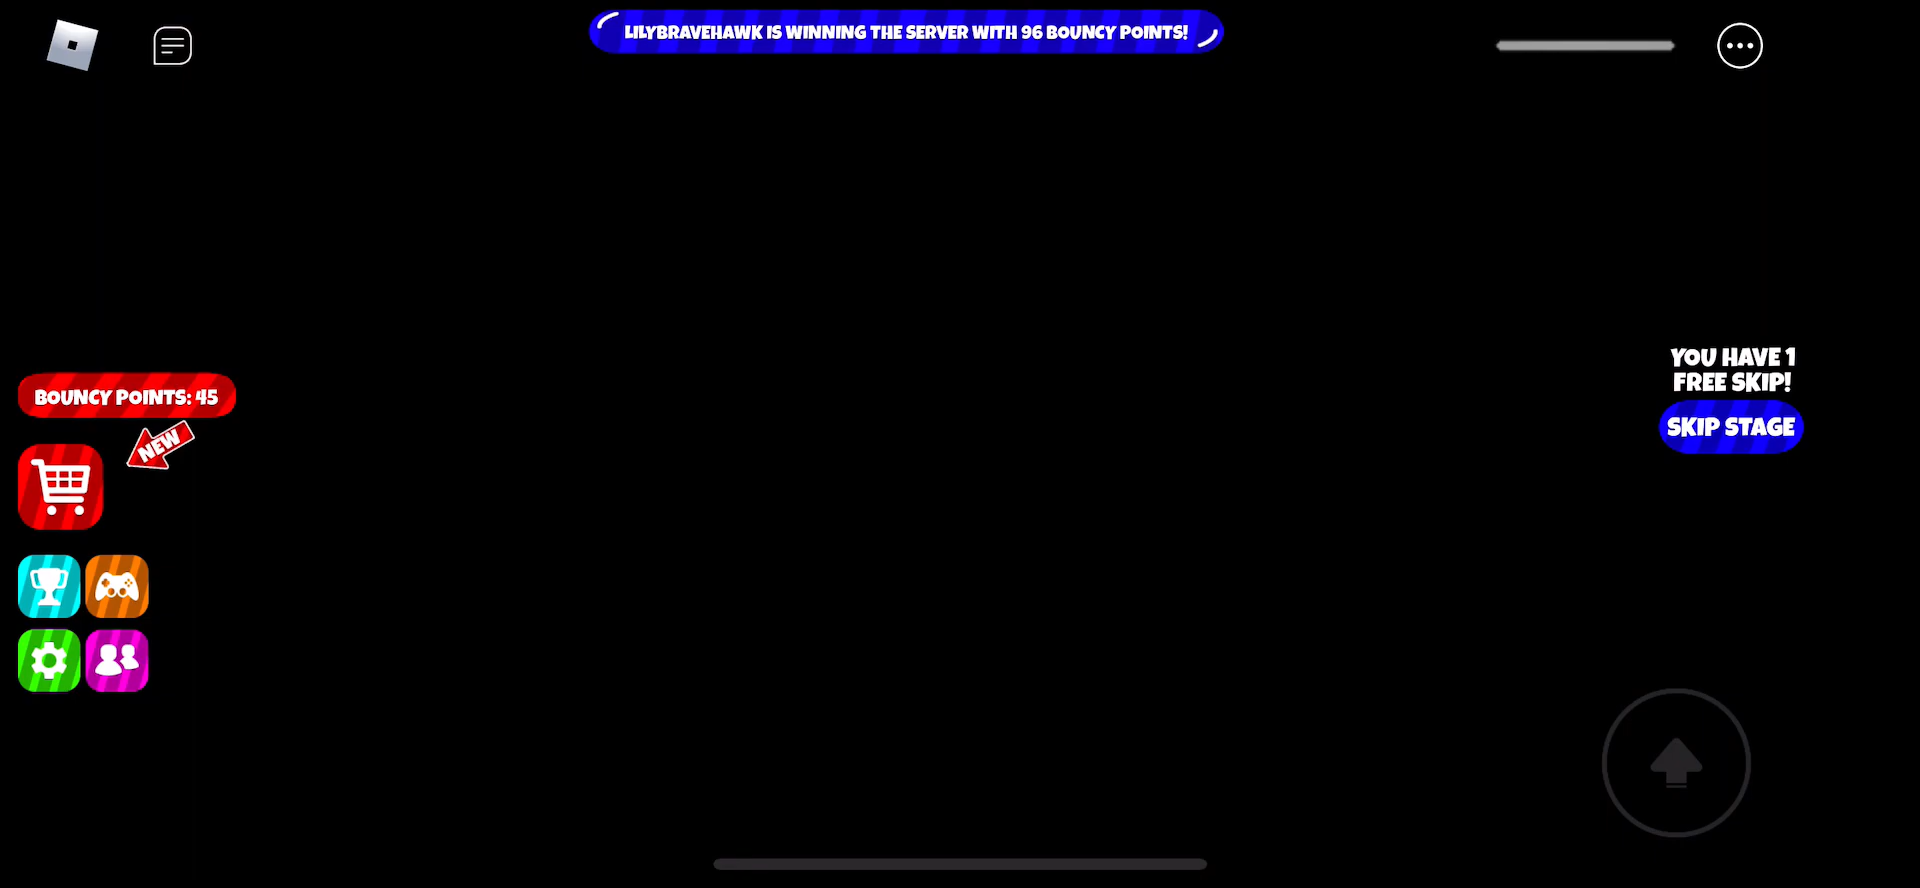 LILYBRAVEHAWK IS WINNING THE SERVER WITH 96 BOUNCY POINTS!
YOU HAVE 1
FREE SKIP!
SKIP STAGE
BOUNCY POINTS: 45
NEW